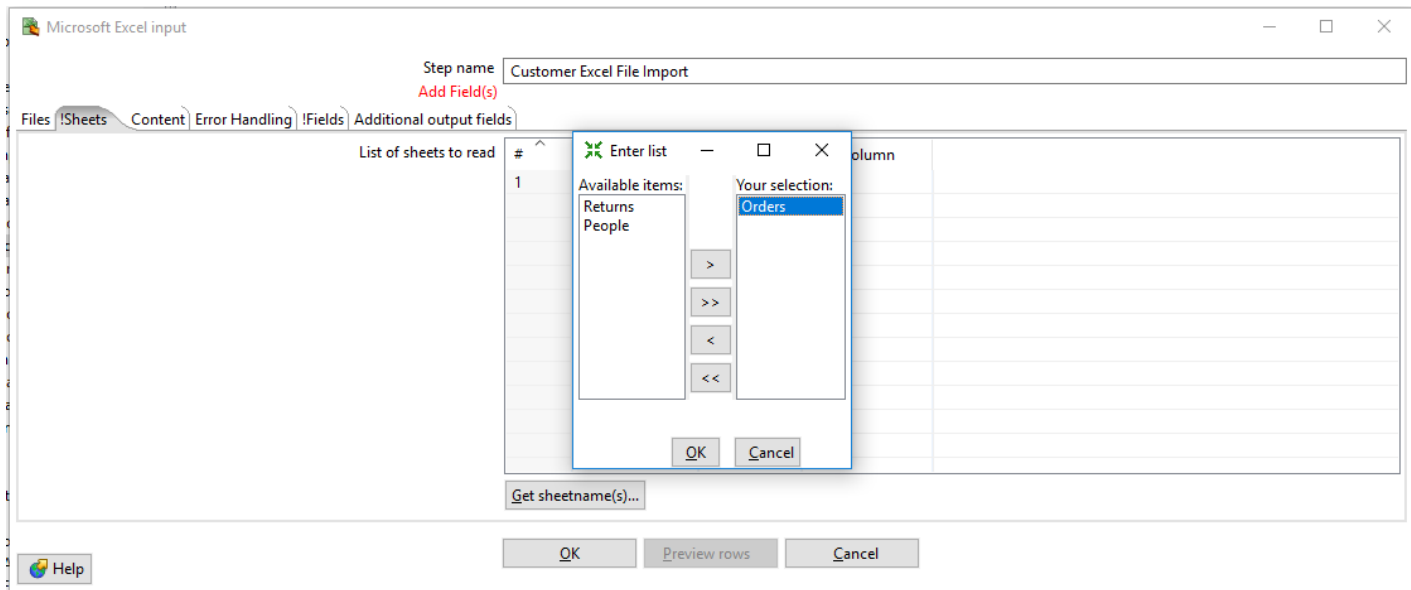 Microsoft Excel input
Step name Customer Excel File Import
Add Field(s)
Files !Sheets Content Error Handling !Fields Additional output fields
List of sheets to read # olumn
1
Enter list
Available items: Your selection:
Returns Orders
People
>
>>
<
<<
OK Cancel
Get sheetname(s)...
OK Preview rows Cancel
Help